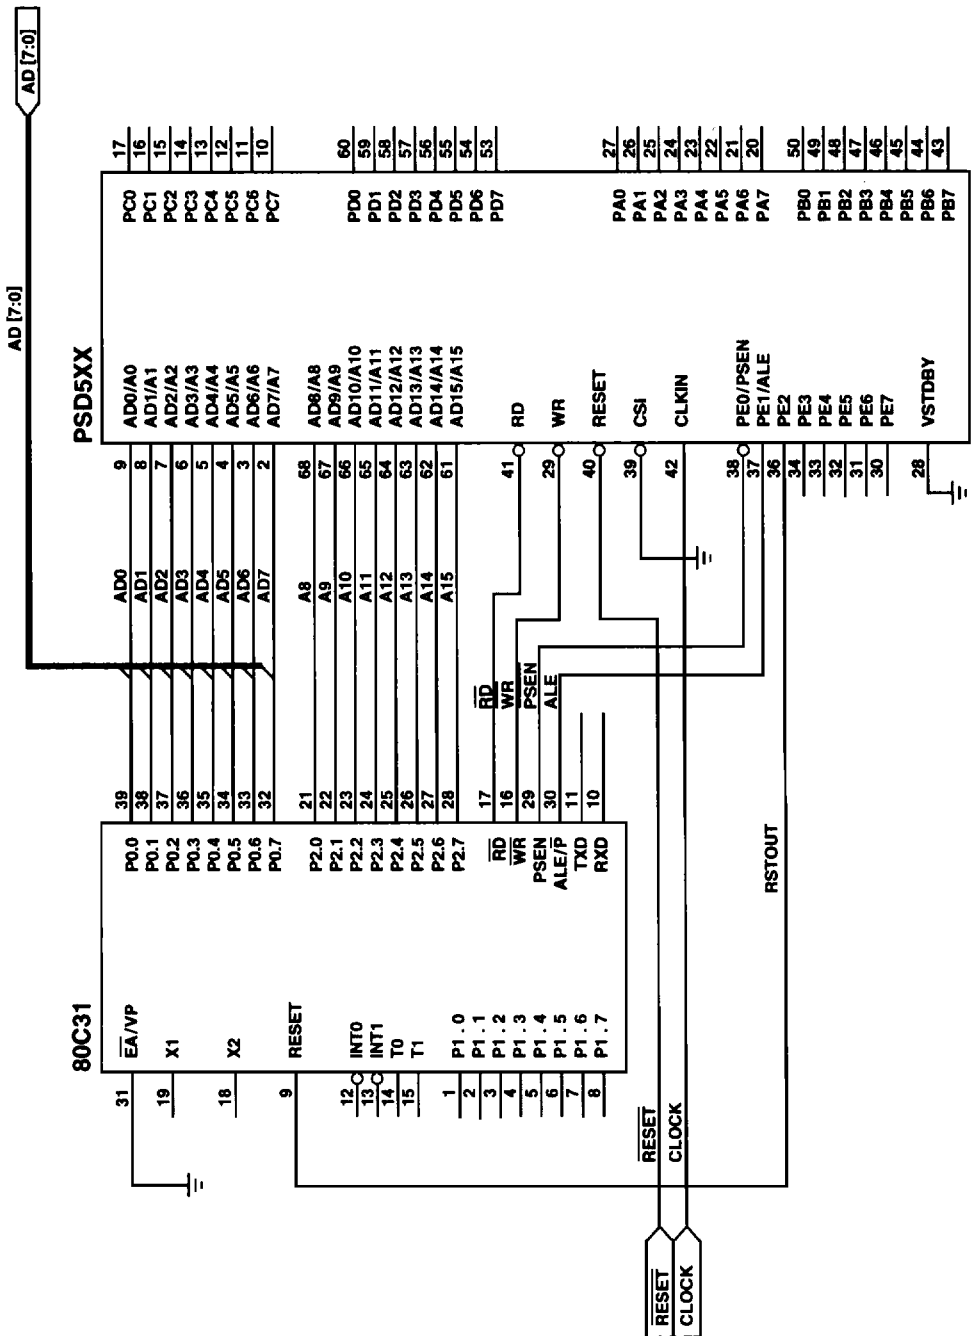 AD [7:0]
AD [7:0]
80C31
EA/VP
X1
X2
RESET
INT0
INT1
T0
T1
P1.0
P1.1
P1.2
P1.3
P1.4
P1.5
P1.6
P1.7
31
19
18
9
12
13
14
15
1
2
3
4
5
6
7
8
P0.0
P0.1
P0.2
P0.3
P0.4
P0.5
P0.6
P0.7
P2.0
P2.1
P2.2
P2.3
P2.4
P2.5
P2.6
P2.7
RD
WR
PSEN
ALE/P
TXD
RXD
39
38
37
36
35
34
33
32
21
22
23
24
25
26
27
28
17
16
29
30
11
10
AD0
AD1
AD2
AD3
AD4
AD5
AD6
AD7
A8
A9
A10
A11
A12
A13
A14
A15
RD
WR
PSEN
ALE
RSTOUT
RESET
CLOCK
RESET
CLOCK
PSD5XX
9
8
7
6
5
4
3
2
68
67
66
65
64
63
62
61
41
29
40
39
42
38
37
36
34
33
32
31
30
28
AD0/A0
AD1/A1
AD2/A2
AD3/A3
AD4/A4
AD5/A5
AD6/A6
AD7/A7
AD8/A8
AD9/A9
AD10/A10
AD11/A11
AD12/A12
AD13/A13
AD14/A14
AD15/A15
RD
WR
RESET
CSI
CLKIN
PE0/PSEN
PE1/ALE
PE2
PE3
PE4
PE5
PE6
PE7
VSTDBY
PC0
PC1
PC2
PC3
PC4
PC5
PC6
PC7
PD0
PD1
PD2
PD3
PD4
PD5
PD6
PD7
PA0
PA1
PA2
PA3
PA4
PA5
PA6
PA7
PB0
PB1
PB2
PB3
PB4
PB5
PB6
PB7
17
16
15
14
13
12
11
10
60
59
58
57
56
55
54
53
27
26
25
24
23
22
21
20
50
49
48
47
46
45
44
43